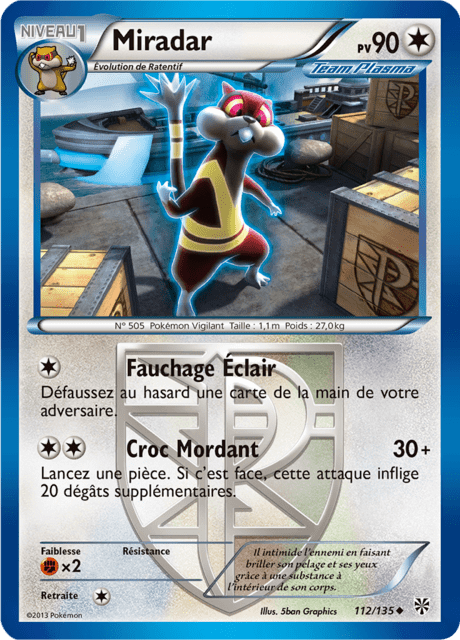 NIVEAU 1
Miradar
PV 90
Évolution de Ratentif
Team Plasma
N° 505 Pokémon Vigilant Taille : 1,1 m Poids : 27,0 kg
Fauchage Éclair
Défaussez au hasard une carte de la main de votre
adversaire.
Croc Mordant 30+
Lancez une pièce. Si c'est face, cette attaque inflige
20 dégâts supplémentaires.
Faiblesse Résistance
×2
Retraite
Il intimide l'ennemi en faisant
briller son pelage et ses yeux
grâce à une substance à
l'intérieur de son corps.
©2013 Pokémon
Illus. 5ban Graphics
112/135